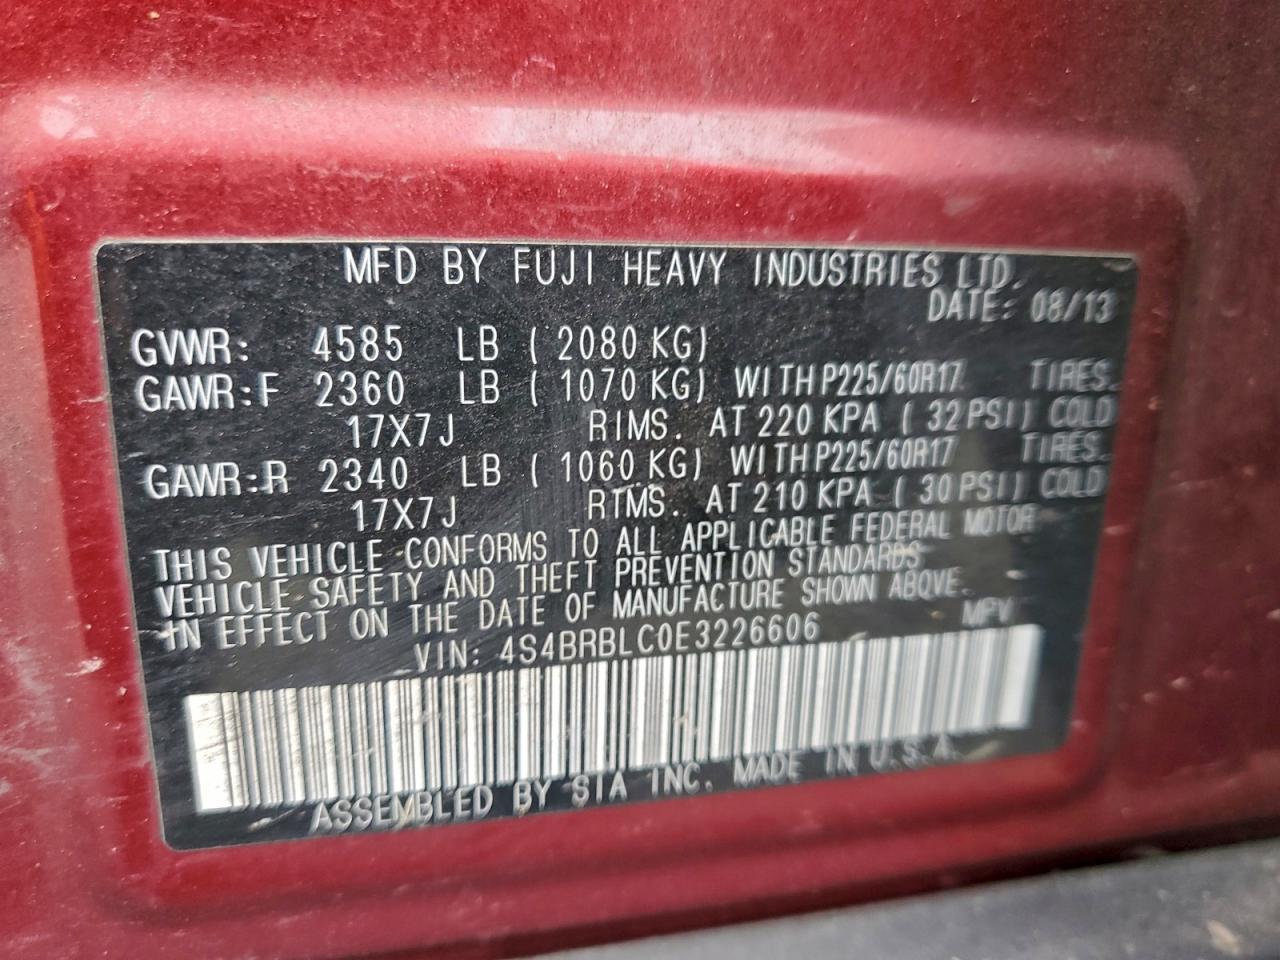 MFD BY FUJI HEAVY INDUSTRIES LTD.
DATE: 08/13
GVWR: 4585 LB ( 2080 KG)
GAWR:F 2360 LB ( 1070 KG) WITH P225/60R17 TIRES.
17X7J RIMS. AT 220 KPA ( 32 PSI) COLD
GAWR:R 2340 LB ( 1060 KG) WITH P225/60R17 TIRES.
17X7J RIMS. AT 210 KPA ( 30 PSI) COLD
THIS VEHICLE CONFORMS TO ALL APPLICABLE FEDERAL MOTOR
VEHICLE SAFETY AND THEFT PREVENTION STANDARDS
IN EFFECT ON THE DATE OF MANUFACTURE SHOWN ABOVE.
VIN: 4S4BRBLC0E3226606 MPV
ASSEMBLED BY SIA INC. MADE IN U.S.A.